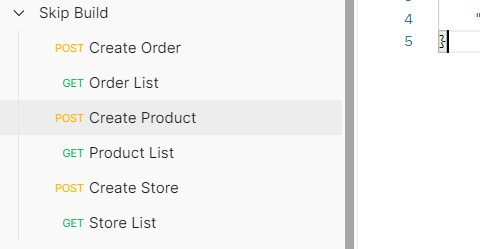 Skip Build
POST Create Order
GET Order List
POST Create Product
GET Product List
POST Create Store
GET Store List
4 "
5 }